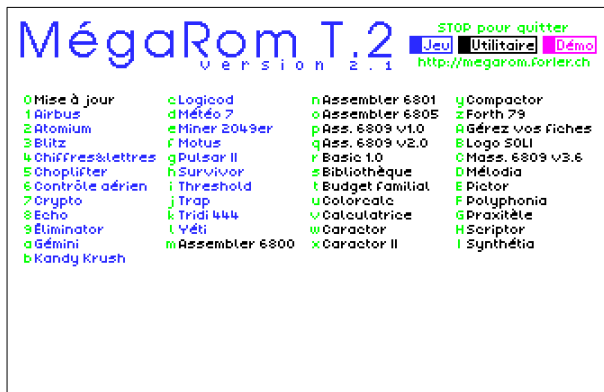 MégaRom T.2
version 2.1
STOP pour quitter
Jeu Utilitaire Démo
http://megarom.forler.ch
0 Mise à jour
1 Airbus
2 Atomium
3 Blitz
4 Chiffres&lettres
5 Choplifter
6 Contrôle aérien
7 Crypto
8 Echo
9 Éliminator
a Gémini
b Kandy Krush
c Logicod
d Météo 7
e Miner 2049er
f Motus
g Pulsar II
h Survivor
i Threshold
j Trap
k Tridi 444
l Yéti
m Assembler 6800
n Assembler 6801
o Assembler 6805
p Ass. 6809 v1.0
q Ass. 6809 v2.0
r Basic 1.0
s Bibliothèque
t Budget familial
u Colorcalc
v Calculatrice
w Caractor
x Caractor II
y Compactor
z Forth 79
A Gérez vos fiches
B Logo SOLI
C Mass. 6809 v3.6
D Mélodia
E Pictor
F Polyphonia
G Praxitèle
H Scriptor
I Synthétia